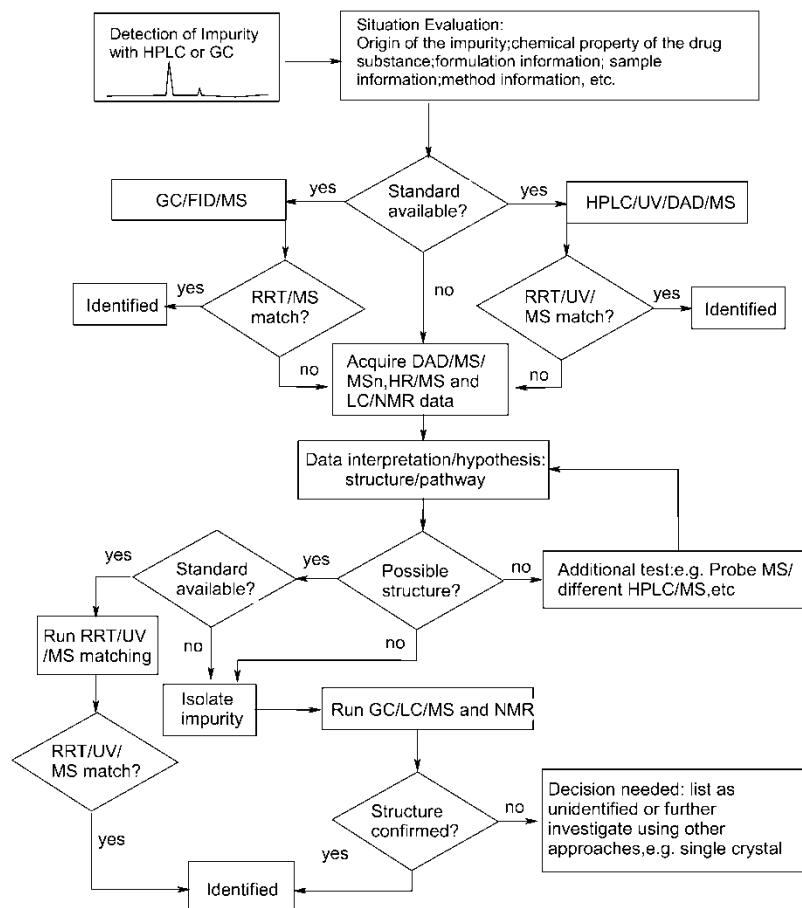 Detection of Impurity
with HPLC or GC
Situation Evaluation:
Origin of the impurity;chemical property of the drug
substance;formulation information; sample
information;method information, etc.
GC/FID/MS
yes
Standard
available?
yes
HPLC/UV/DAD/MS
Identified
yes
RRT/MS
match?
no
RRT/UV/
MS match?
yes
Identified
no
Acquire DAD/MS/
MSn,HR/MS and
LC/NMR data
no
Data interpretation/hypothesis:
structure/pathway
yes
Standard
available?
yes
Possible
structure?
no
Additional test:e.g. Probe MS/
different HPLC/MS,etc
Run RRT/UV
/MS matching
no
no
Isolate
impurity
Run GC/LC/MS and NMR
RRT/UV/
MS match?
Structure
confirmed?
no
Decision needed: list as
unidentified or further
investigate using other
approaches,e.g. single crystal
yes
yes
Identified